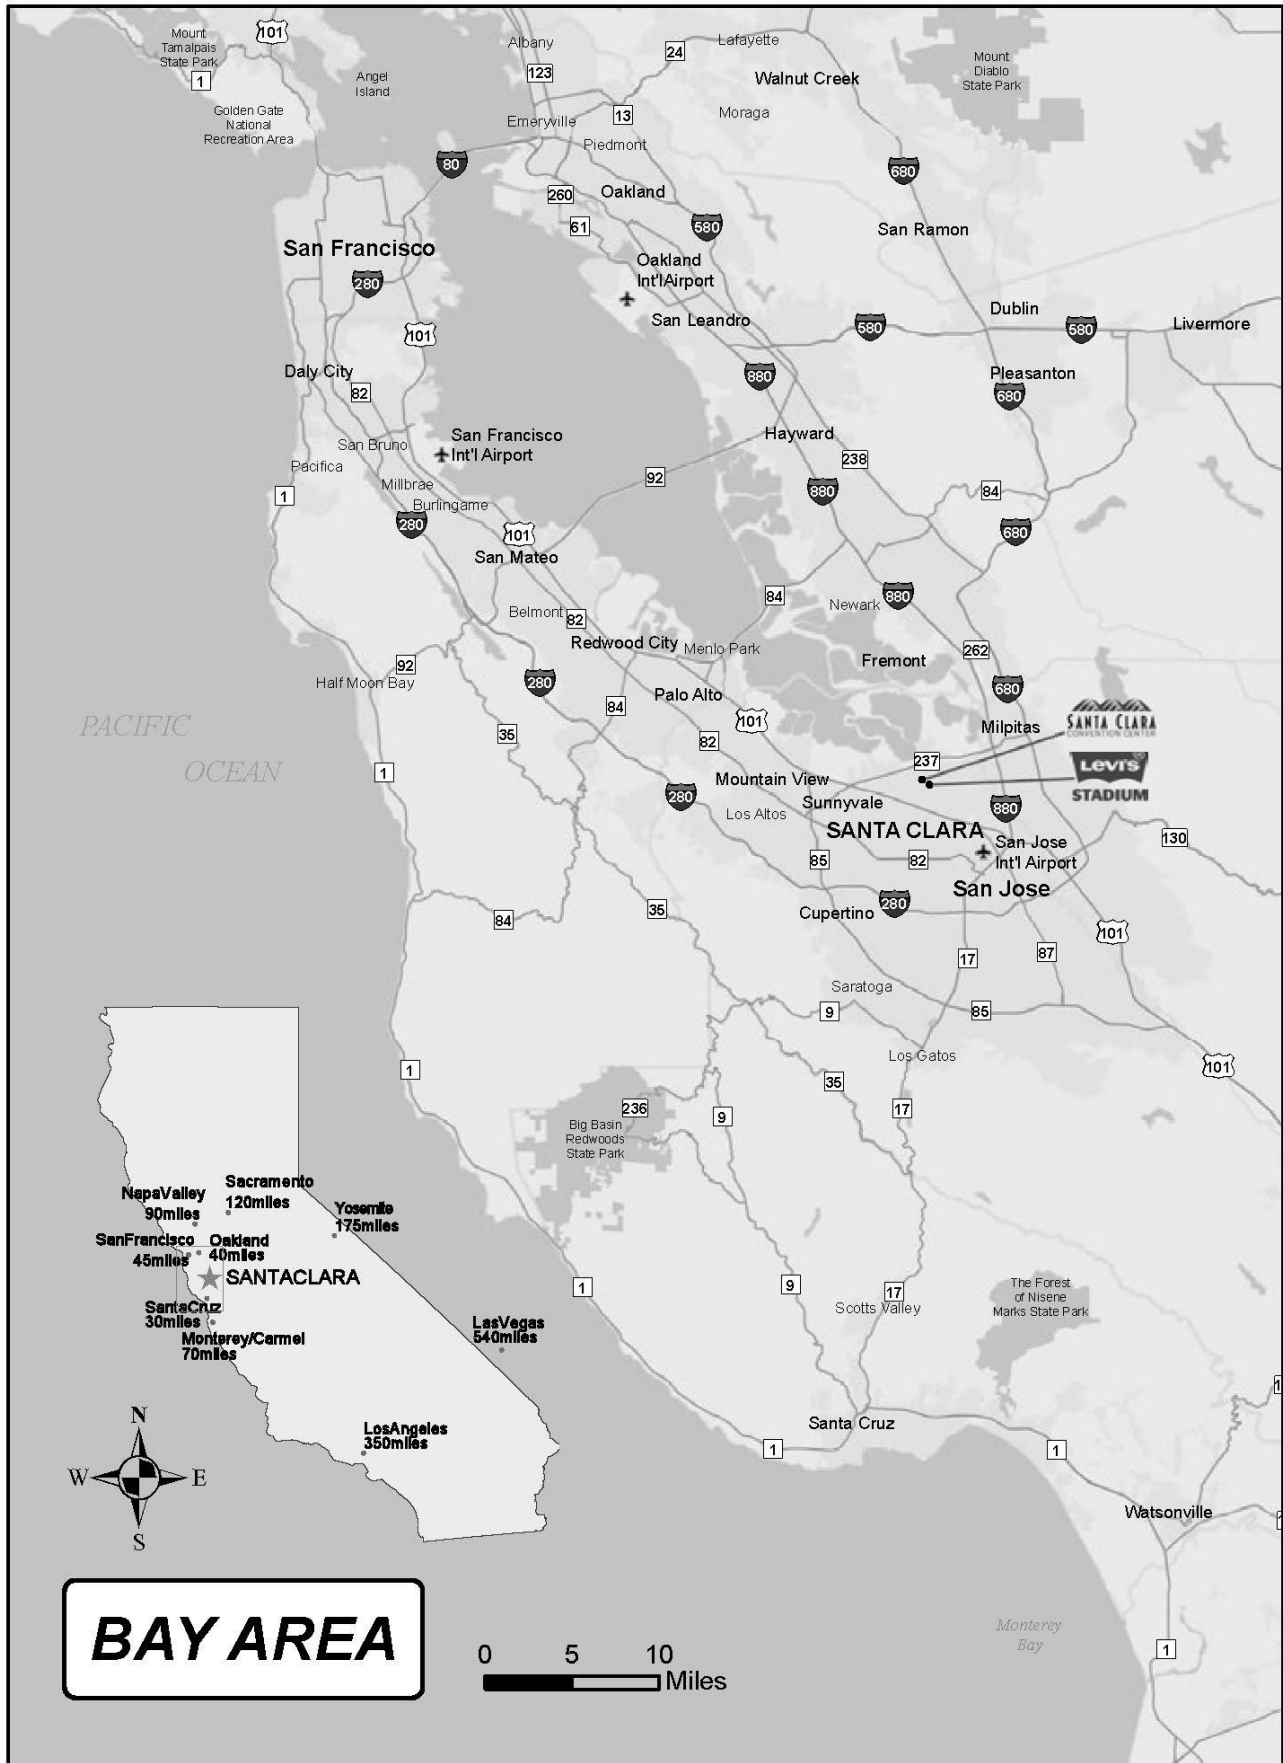 Mount
Tamalpais
State Park
101
1
Angel
Island
Golden Gate
National
Recreation Area
Albany
123
24
Lafayette
Walnut Creek
Mount
Diablo
State Park
Emeryville
13
Moraga
Piedmont
80
260
Oakland
61
580
680
San Ramon
San Francisco
280
Oakland
Int'l Airport
San Leandro
580
Dublin
580
Livermore
101
Daly City
82
880
Pleasanton
680
San Bruno
San Francisco
Int'l Airport
Hayward
238
Pacifica
1
Millbrae
Burlingame
280
92
880
84
101
San Mateo
680
Belmont
82
84
Newark
880
Redwood City
Menlo Park
Fremont
262
92
Half Moon Bay
280
Palo Alto
680
84
35
82
101
Milpitas
SANTA CLARA
CONVENTION CENTER
PACIFIC
OCEAN
1
237
LEVI'S
STADIUM
Mountain View
280
Los Altos
Sunnyvale
880
SANTA CLARA
130
85
82
San Jose
Int'l Airport
San Jose
Cupertino
280
84
35
101
17
87
Saratoga
9
85
Los Gatos
1
101
35
236
9
17
Big Basin
Redwoods
State Park
NapaValley
90miles
Sacramento
120miles
Yosemite
175miles
SanFrancisco
45miles
Oakland
40miles
SANTACLARA
SantaCruz
30miles
Monterey/Carmel
70miles
LasVegas
540miles
LosAngeles
350miles
1
9
17
Scotts Valley
The Forest
of Nisene
Marks State Park
Santa Cruz
1
1
Watsonville
N
W
E
S
BAY AREA
0 5 10
Miles
Monterey
Bay
1